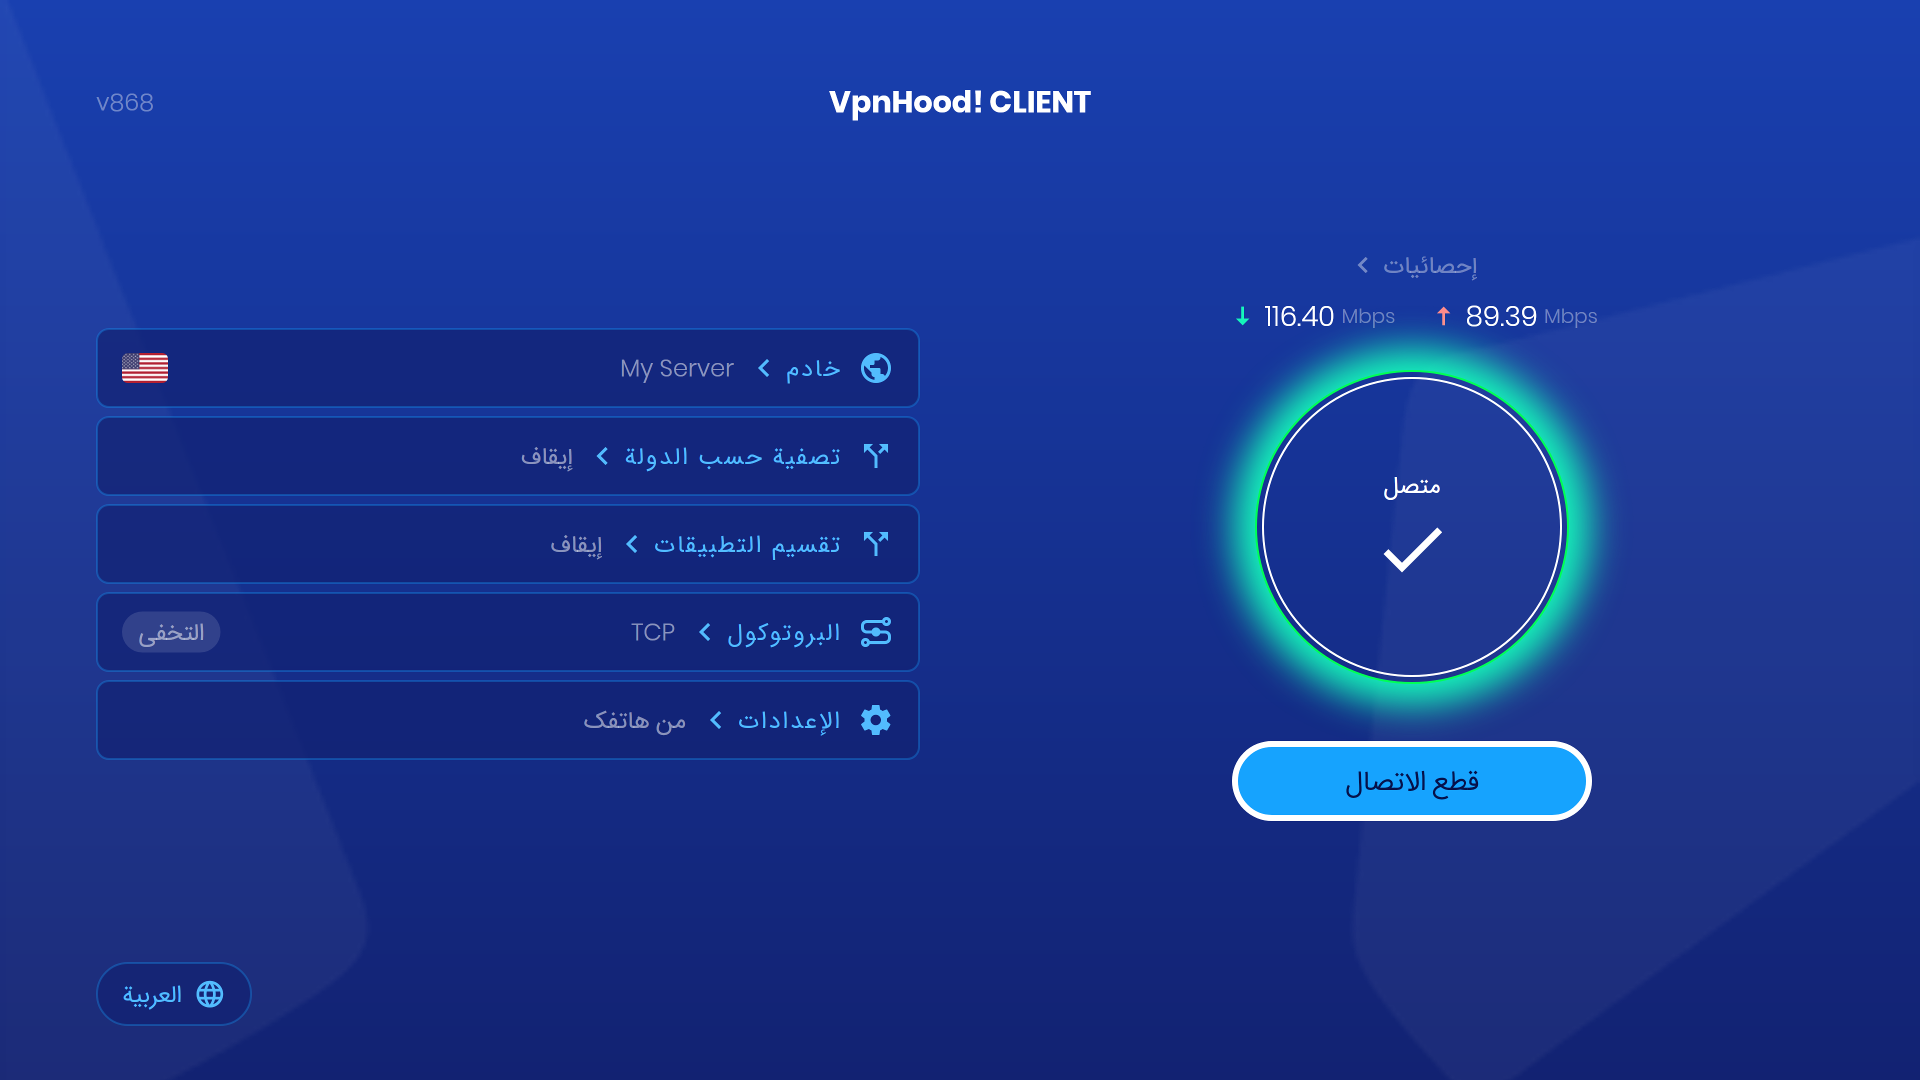 VpnHood! CLIENT
v868
إحصائيات
↓ 116.40 Mbps ↑ 89.39 Mbps
متصل
قطع الاتصال
خادم My Server
تصفية حسب الدولة إيقاف
تقسيم التطبيقات إيقاف
البروتوكول TCP التخفي
الإعدادات من هاتفك
العربية